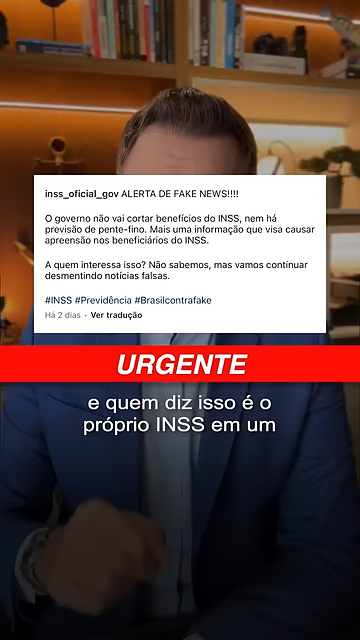 inss_oficial_gov ALERTA DE FAKE NEWS!!!!
O governo não vai cortar benefícios do INSS, nem há
previsão de pente-fino. Mais uma informação que visa causar
apreensão nos beneficiários do INSS.
A quem interessa isso? Não sabemos, mas vamos continuar
desmentindo notícias falsas.
#INSS #Previdência #Brasilcontrafake
Há 2 dias · Ver tradução
URGENTE
e quem diz isso é o
próprio INSS em um